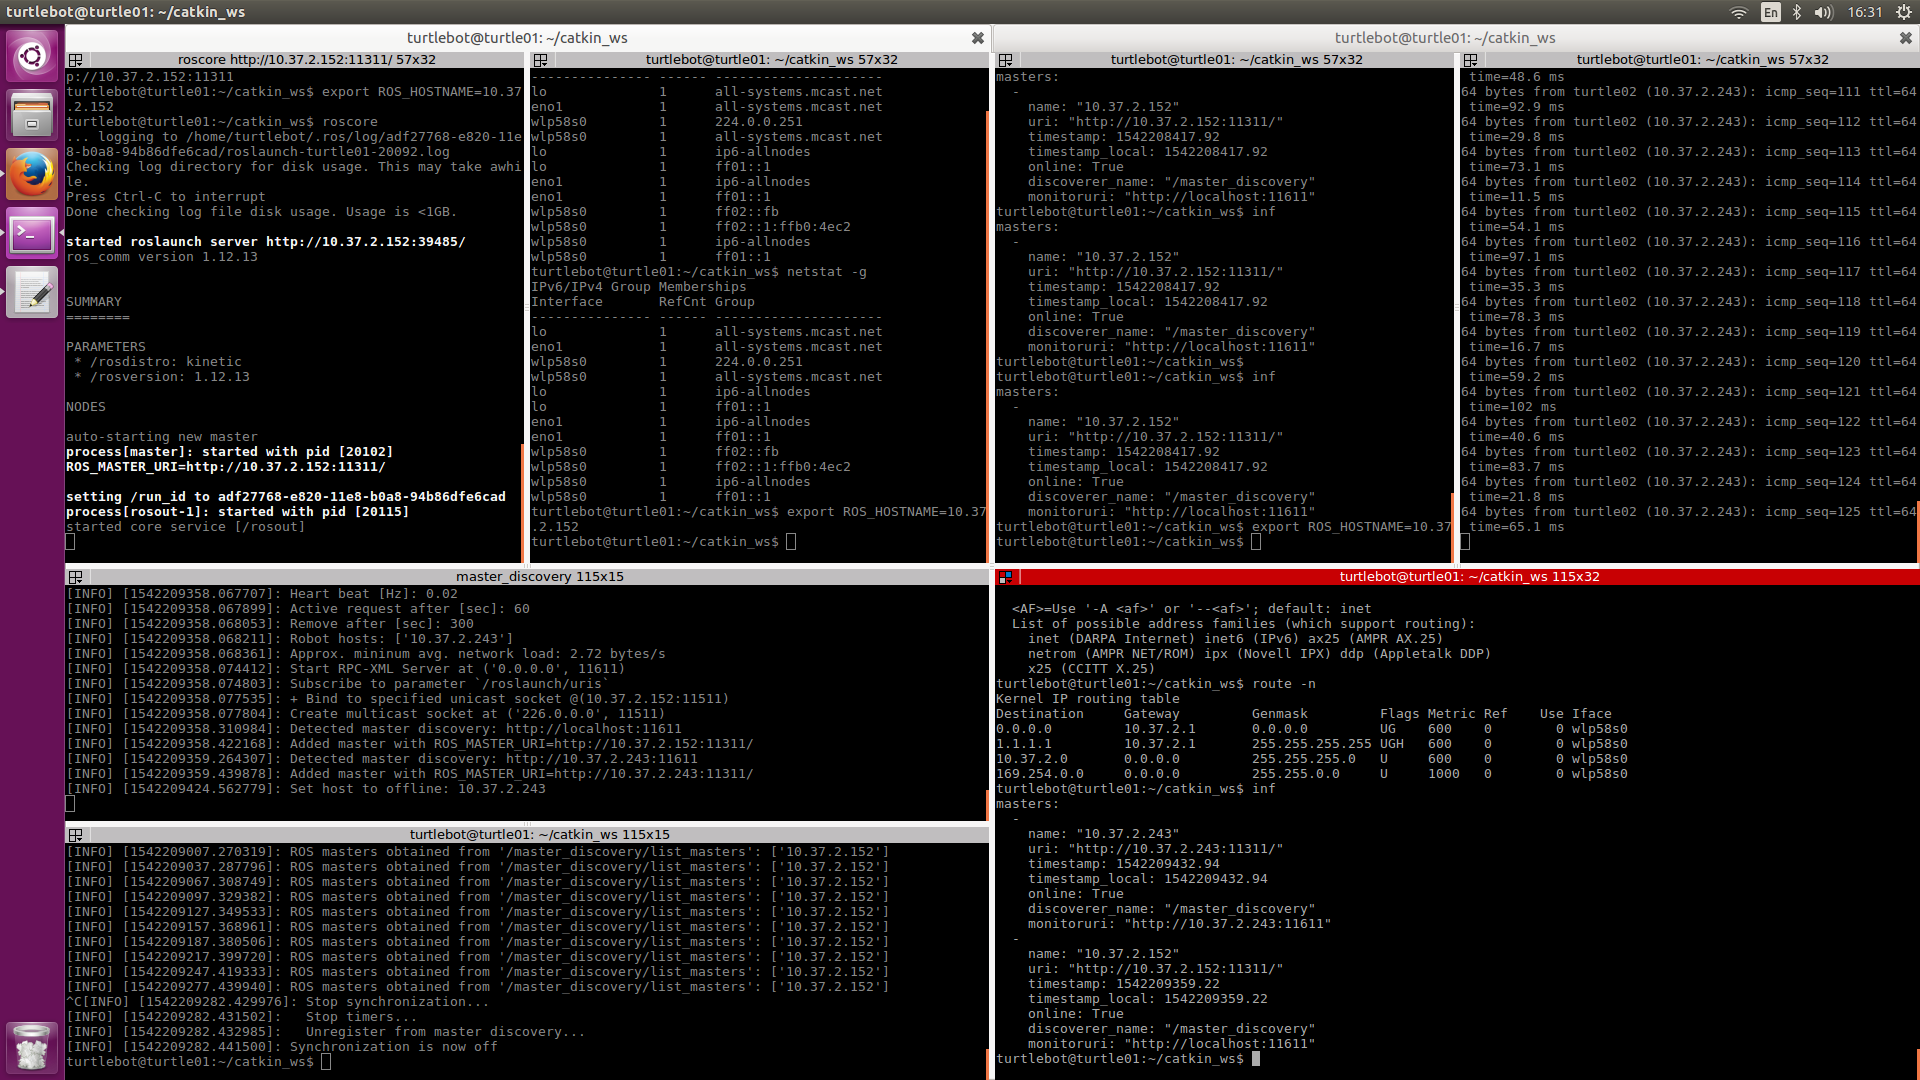 turtlebot@turtle01: ~/catkin_ws
En
16:31
turtlebot@turtle01: ~/catkin_ws
turtlebot@turtle01: ~/catkin_ws
roscore http://10.37.2.152:11311/ 57x32
p://10.37.2.152:11311
turtlebot@turtle01:~/catkin_ws$ export ROS_HOSTNAME=10.37
.2.152
turtlebot@turtle01:~/catkin_ws$ roscore
... logging to /home/turtlebot/.ros/log/adf27768-e820-11e
8-b0a8-94b86dfe6cad/roslaunch-turtle01-20092.log
Checking log directory for disk usage. This may take awhi
le.
Press Ctrl-C to interrupt
Done checking log file disk usage. Usage is <1GB.
started roslaunch server http://10.37.2.152:39485/
ros_comm version 1.12.13
SUMMARY
========
PARAMETERS
* /rosdistro: kinetic
* /rosversion: 1.12.13
NODES
auto-starting new master
process[master]: started with pid [20102]
ROS_MASTER_URI=http://10.37.2.152:11311/
setting /run_id to adf27768-e820-11e8-b0a8-94b86dfe6cad
process[rosout-1]: started with pid [20115]
started core service [/rosout]
turtlebot@turtle01: ~/catkin_ws 57x32
--------------- ------ ---------------------
lo 1 all-systems.mcast.net
eno1 1 all-systems.mcast.net
wlp58s0 1 224.0.0.251
wlp58s0 1 all-systems.mcast.net
lo 1 ip6-allnodes
lo 1 ff01::1
eno1 1 ip6-allnodes
eno1 1 ff01::1
wlp58s0 1 ff02::fb
wlp58s0 1 ff02::1:ffb0:4ec2
wlp58s0 1 ip6-allnodes
wlp58s0 1 ff01::1
turtlebot@turtle01:~/catkin_ws$ netstat -g
IPv6/IPv4 Group Memberships
Interface RefCnt Group
--------------- ------ ---------------------
lo 1 all-systems.mcast.net
eno1 1 all-systems.mcast.net
wlp58s0 1 224.0.0.251
wlp58s0 1 all-systems.mcast.net
lo 1 ip6-allnodes
lo 1 ff01::1
eno1 1 ip6-allnodes
eno1 1 ff01::1
wlp58s0 1 ff02::fb
wlp58s0 1 ff02::1:ffb0:4ec2
wlp58s0 1 ip6-allnodes
wlp58s0 1 ff01::1
turtlebot@turtle01:~/catkin_ws$ export ROS_HOSTNAME=10.37
.2.152
turtlebot@turtle01:~/catkin_ws$
turtlebot@turtle01: ~/catkin_ws 57x32
masters:
-
name: "10.37.2.152"
uri: "http://10.37.2.152:11311/"
timestamp: 1542208417.92
timestamp_local: 1542208417.92
online: True
discoverer_name: "/master_discovery"
monitoruri: "http://localhost:11611"
turtlebot@turtle01:~/catkin_ws$ inf
masters:
-
name: "10.37.2.152"
uri: "http://10.37.2.152:11311/"
timestamp: 1542208417.92
timestamp_local: 1542208417.92
online: True
discoverer_name: "/master_discovery"
monitoruri: "http://localhost:11611"
turtlebot@turtle01:~/catkin_ws$
turtlebot@turtle01:~/catkin_ws$ inf
masters:
-
name: "10.37.2.152"
uri: "http://10.37.2.152:11311/"
timestamp: 1542208417.92
timestamp_local: 1542208417.92
online: True
discoverer_name: "/master_discovery"
monitoruri: "http://localhost:11611"
turtlebot@turtle01:~/catkin_ws$ export ROS_HOSTNAME=10.37
turtlebot@turtle01:~/catkin_ws$
turtlebot@turtle01: ~/catkin_ws 57x32
time=48.6 ms
64 bytes from turtle02 (10.37.2.243): icmp_seq=111 ttl=64
time=92.9 ms
64 bytes from turtle02 (10.37.2.243): icmp_seq=112 ttl=64
time=29.8 ms
64 bytes from turtle02 (10.37.2.243): icmp_seq=113 ttl=64
time=73.1 ms
64 bytes from turtle02 (10.37.2.243): icmp_seq=114 ttl=64
time=11.5 ms
64 bytes from turtle02 (10.37.2.243): icmp_seq=115 ttl=64
time=54.1 ms
64 bytes from turtle02 (10.37.2.243): icmp_seq=116 ttl=64
time=97.1 ms
64 bytes from turtle02 (10.37.2.243): icmp_seq=117 ttl=64
time=35.3 ms
64 bytes from turtle02 (10.37.2.243): icmp_seq=118 ttl=64
time=78.3 ms
64 bytes from turtle02 (10.37.2.243): icmp_seq=119 ttl=64
time=16.7 ms
64 bytes from turtle02 (10.37.2.243): icmp_seq=120 ttl=64
time=59.2 ms
64 bytes from turtle02 (10.37.2.243): icmp_seq=121 ttl=64
time=102 ms
64 bytes from turtle02 (10.37.2.243): icmp_seq=122 ttl=64
time=40.6 ms
64 bytes from turtle02 (10.37.2.243): icmp_seq=123 ttl=64
time=83.7 ms
64 bytes from turtle02 (10.37.2.243): icmp_seq=124 ttl=64
time=21.8 ms
64 bytes from turtle02 (10.37.2.243): icmp_seq=125 ttl=64
time=65.1 ms
master_discovery 115x15
[INFO] [1542209358.067707]: Heart beat [Hz]: 0.02
[INFO] [1542209358.067899]: Active request after [sec]: 60
[INFO] [1542209358.068053]: Remove after [sec]: 300
[INFO] [1542209358.068211]: Robot hosts: ['10.37.2.243']
[INFO] [1542209358.068361]: Approx. mininum avg. network load: 2.72 bytes/s
[INFO] [1542209358.074412]: Start RPC-XML Server at ('0.0.0.0', 11611)
[INFO] [1542209358.074803]: Subscribe to parameter `/roslaunch/uris`
[INFO] [1542209358.077535]: + Bind to specified unicast socket @(10.37.2.152:11511)
[INFO] [1542209358.077804]: Create multicast socket at ('226.0.0.0', 11511)
[INFO] [1542209358.310984]: Detected master discovery: http://localhost:11611
[INFO] [1542209358.422168]: Added master with ROS_MASTER_URI=http://10.37.2.152:11311/
[INFO] [1542209359.264307]: Detected master discovery: http://10.37.2.243:11611
[INFO] [1542209359.439878]: Added master with ROS_MASTER_URI=http://10.37.2.243:11311/
[INFO] [1542209424.562779]: Set host to offline: 10.37.2.243
turtlebot@turtle01: ~/catkin_ws 115x15
[INFO] [1542209007.270319]: ROS masters obtained from '/master_discovery/list_masters': ['10.37.2.152']
[INFO] [1542209037.287796]: ROS masters obtained from '/master_discovery/list_masters': ['10.37.2.152']
[INFO] [1542209067.308749]: ROS masters obtained from '/master_discovery/list_masters': ['10.37.2.152']
[INFO] [1542209097.329382]: ROS masters obtained from '/master_discovery/list_masters': ['10.37.2.152']
[INFO] [1542209127.349533]: ROS masters obtained from '/master_discovery/list_masters': ['10.37.2.152']
[INFO] [1542209157.368961]: ROS masters obtained from '/master_discovery/list_masters': ['10.37.2.152']
[INFO] [1542209187.380506]: ROS masters obtained from '/master_discovery/list_masters': ['10.37.2.152']
[INFO] [1542209217.399720]: ROS masters obtained from '/master_discovery/list_masters': ['10.37.2.152']
[INFO] [1542209247.419333]: ROS masters obtained from '/master_discovery/list_masters': ['10.37.2.152']
[INFO] [1542209277.439940]: ROS masters obtained from '/master_discovery/list_masters': ['10.37.2.152']
^C[INFO] [1542209282.429976]: Stop synchronization...
[INFO] [1542209282.431502]: Stop timers...
[INFO] [1542209282.432985]: Unregister from master discovery...
[INFO] [1542209282.441500]: Synchronization is now off
turtlebot@turtle01:~/catkin_ws$
turtlebot@turtle01: ~/catkin_ws 115x32
<AF>=Use '-A <af>' or '--<af>'; default: inet
List of possible address families (which support routing):
inet (DARPA Internet) inet6 (IPv6) ax25 (AMPR AX.25)
netrom (AMPR NET/ROM) ipx (Novell IPX) ddp (Appletalk DDP)
x25 (CCITT X.25)
turtlebot@turtle01:~/catkin_ws$ route -n
Kernel IP routing table
Destination Gateway Genmask Flags Metric Ref Use Iface
0.0.0.0 10.37.2.1 0.0.0.0 UG 600 0 0 wlp58s0
1.1.1.1 10.37.2.1 255.255.255.255 UGH 600 0 0 wlp58s0
10.37.2.0 0.0.0.0 255.255.255.0 U 600 0 0 wlp58s0
169.254.0.0 0.0.0.0 255.255.0.0 U 1000 0 0 wlp58s0
turtlebot@turtle01:~/catkin_ws$ inf
masters:
-
name: "10.37.2.243"
uri: "http://10.37.2.243:11311/"
timestamp: 1542209432.94
timestamp_local: 1542209432.94
online: True
discoverer_name: "/master_discovery"
monitoruri: "http://10.37.2.243:11611"
-
name: "10.37.2.152"
uri: "http://10.37.2.152:11311/"
timestamp: 1542209359.22
timestamp_local: 1542209359.22
online: True
discoverer_name: "/master_discovery"
monitoruri: "http://localhost:11611"
turtlebot@turtle01:~/catkin_ws$